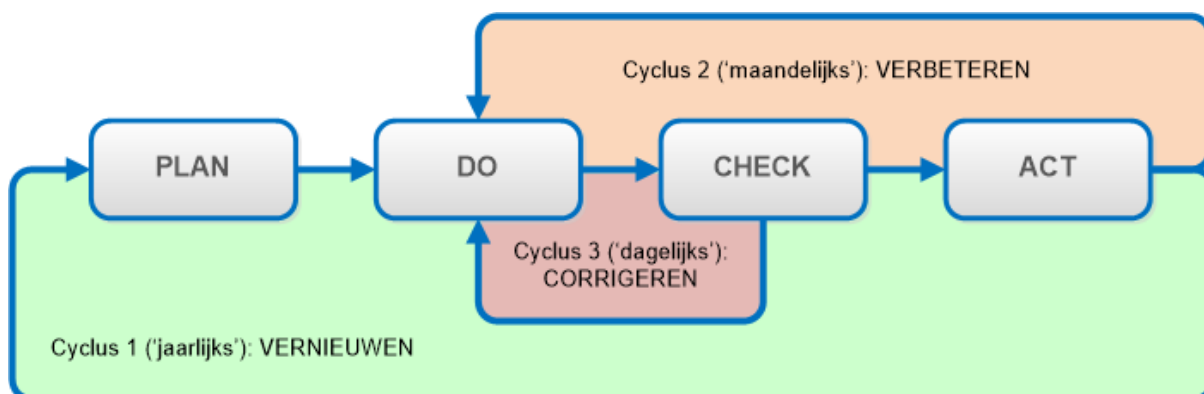 Cyclus 2 (‘maandelijks’): VERBETEREN
PLAN
DO
CHECK
ACT
Cyclus 3 (‘dagelijks’):
CORRIGEREN
Cyclus 1 (‘jaarlijks’): VERNIEUWEN